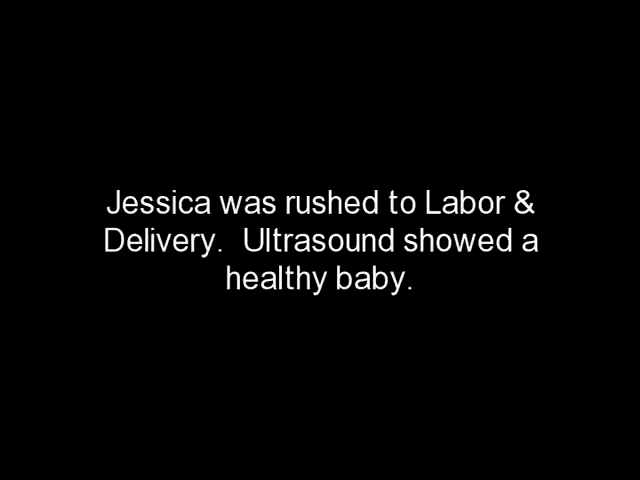 Jessica was rushed to Labor &
Delivery.  Ultrasound showed a
healthy baby.